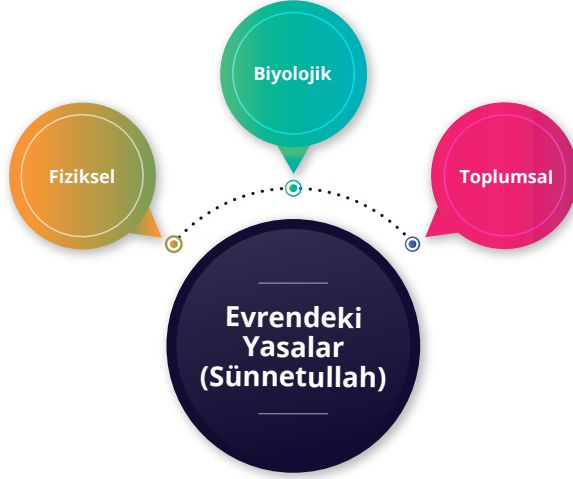 Biyolojik
Fiziksel
Toplumsal
Evrendeki
Yasalar
(Sünnetullah)